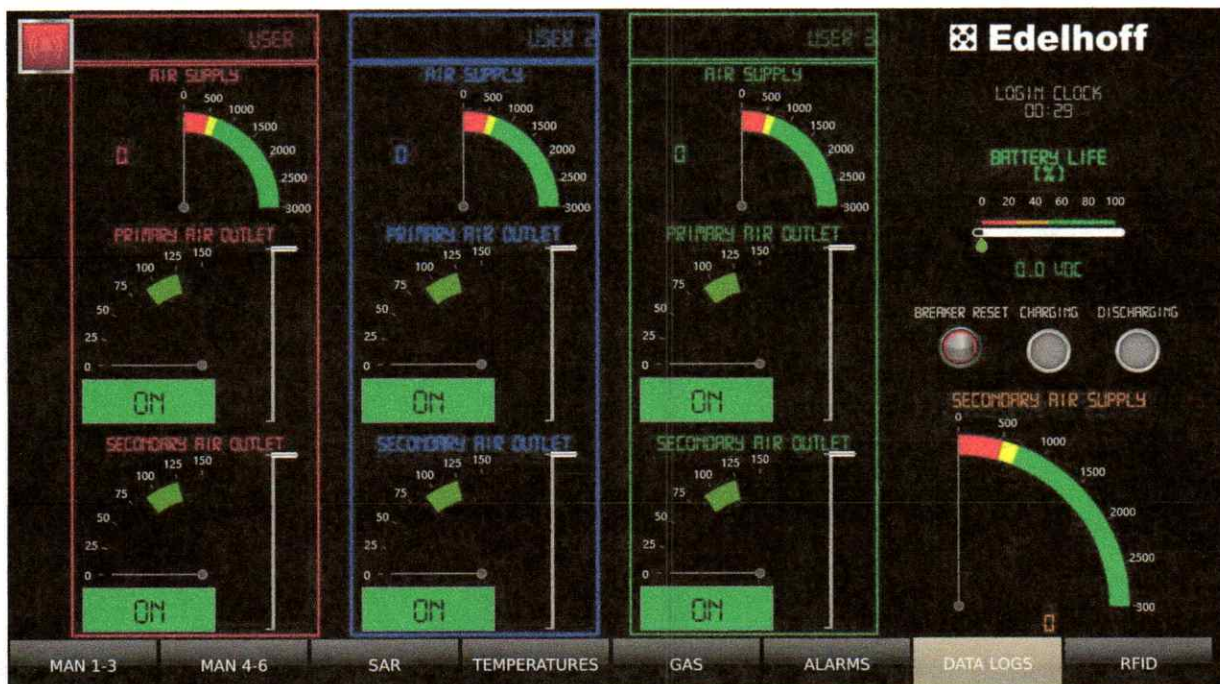 USER
AIR SUPPLY
0
500
1000
1500
2000
2500
3000
0
PRIMARY AIR OUTLET
0
25
50
75
100
125
150
ON
SECONDARY AIR OUTLET
0
25
50
75
100
125
150
ON
USER 2
AIR SUPPLY
0
500
1000
1500
2000
2500
3000
0
PRIMARY AIR OUTLET
0
25
50
75
100
125
150
ON
SECONDARY AIR OUTLET
0
25
50
75
100
125
150
ON
USER 3
AIR SUPPLY
0
500
1000
1500
2000
2500
3000
0
PRIMARY AIR OUTLET
0
25
50
75
100
125
150
ON
SECONDARY AIR OUTLET
0
25
50
75
100
125
150
ON
Edelhoff
LOGIN CLOCK
00:29
BATTERY LIFE
[%]
0 20 40 60 80 100
0.0 VDC
BREAKER RESET CHARGING DISCHARGING
SECONDARY AIR SUPPLY
0
500
1000
1500
2000
2500
300
0
MAN 1-3 MAN 4-6 SAR TEMPERATURES GAS ALARMS DATA LOGS RFID